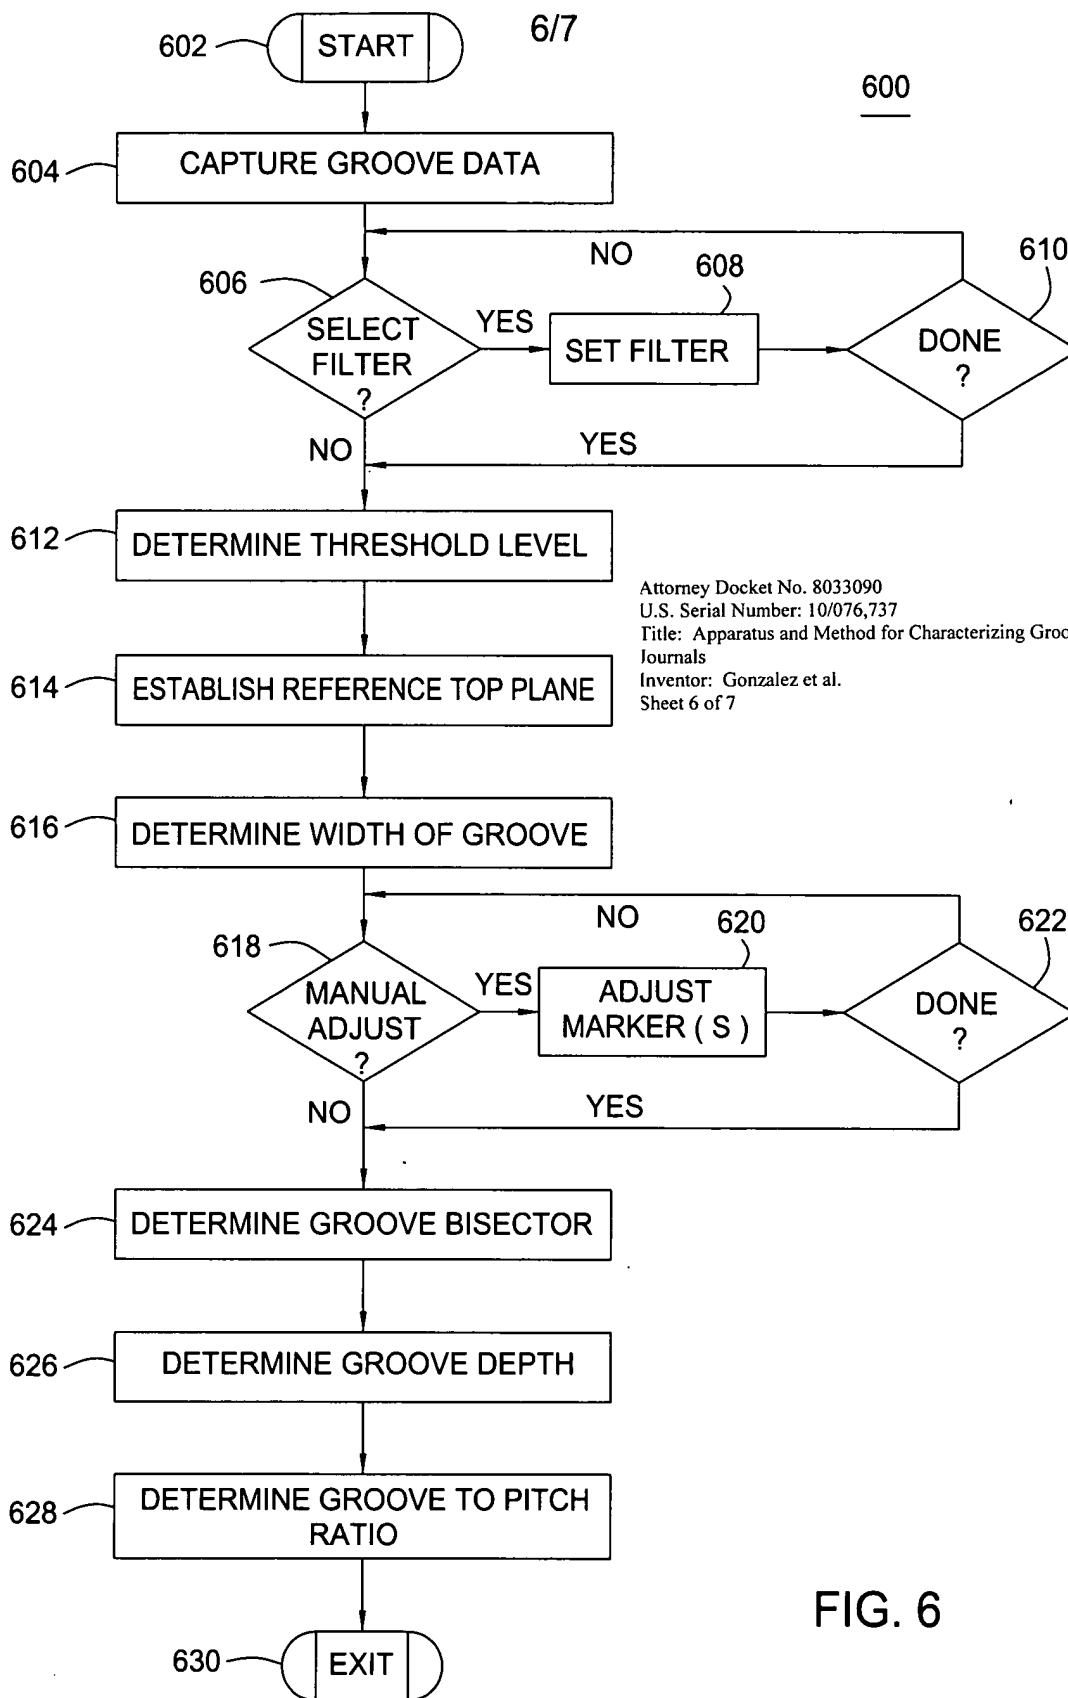 6/7
602
START
600
604
CAPTURE GROOVE DATA
NO
606
608
610
SELECT
FILTER
?
YES
SET FILTER
DONE
?
NO
YES
612
DETERMINE THRESHOLD LEVEL
Attorney Docket No. 8033090
U.S. Serial Number: 10/076,737
Title: Apparatus and Method for Characterizing
Journals
Inventor: Gonzalez et al.
Sheet 6 of 7
614
ESTABLISH REFERENCE TOP PLANE
616
DETERMINE WIDTH OF GROOVE
NO
618
620
622
MANUAL
ADJUST
?
YES
ADJUST
MARKER ( S )
DONE
?
NO
YES
624
DETERMINE GROOVE BISECTOR
626
DETERMINE GROOVE DEPTH
628
DETERMINE GROOVE TO PITCH
RATIO
630
EXIT
FIG. 6